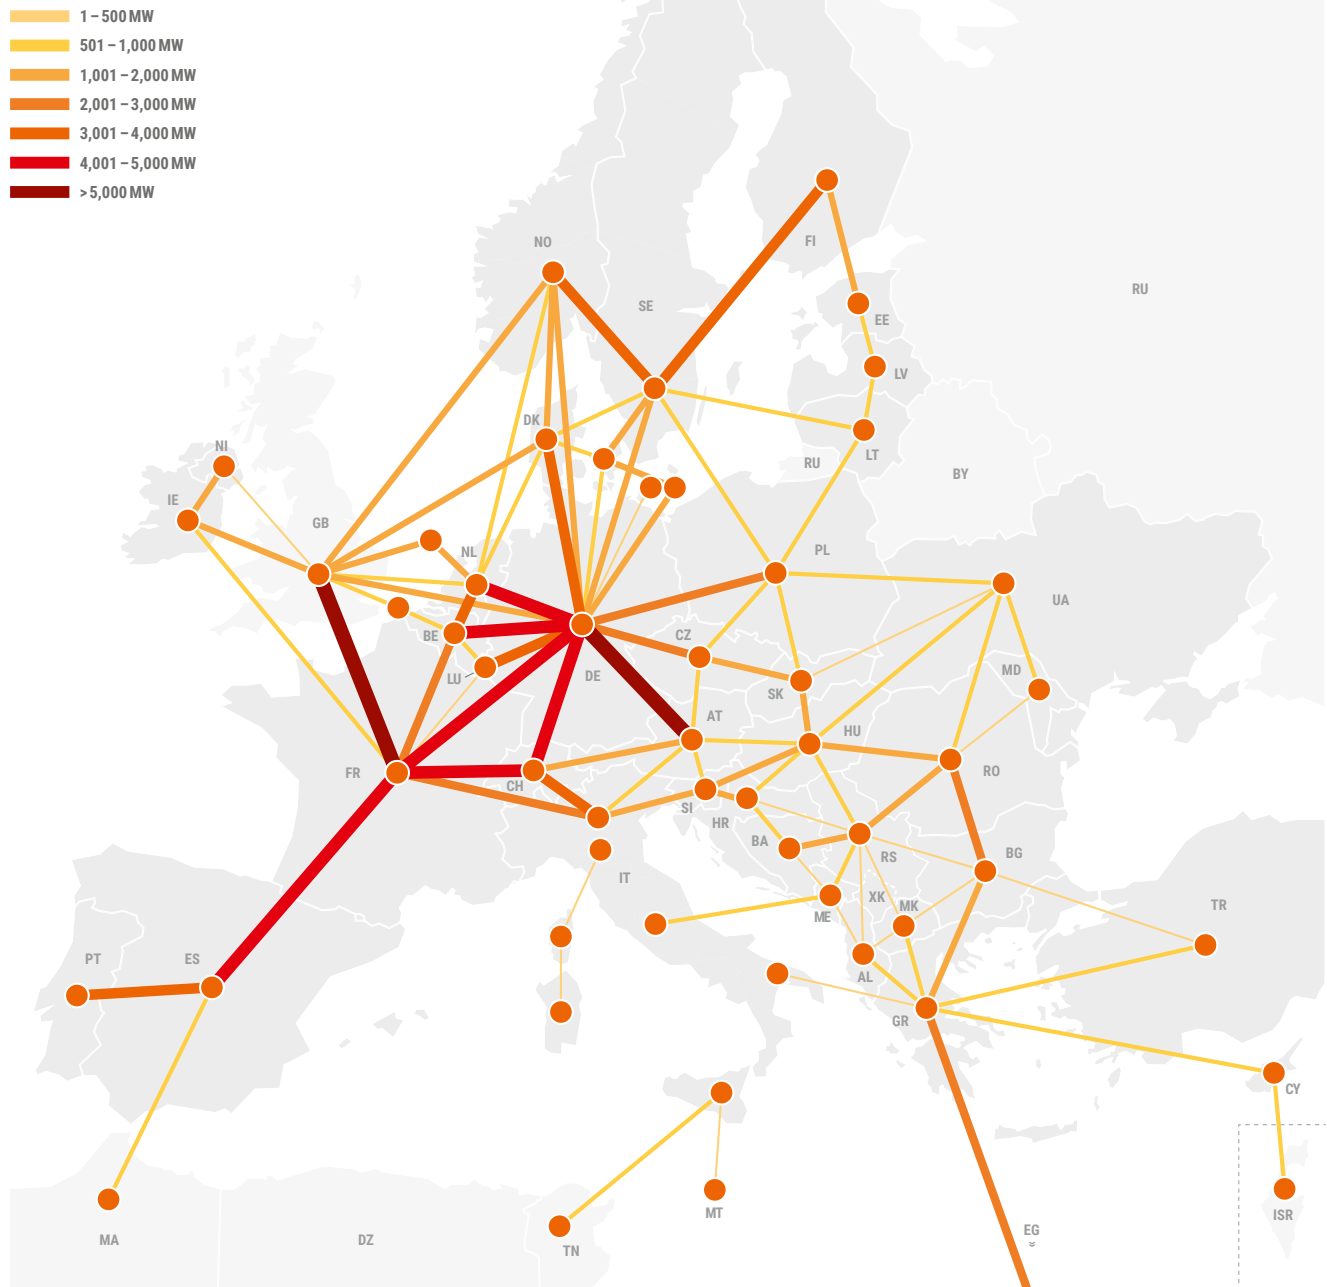 1 – 500 MW
501 – 1,000 MW
1,001 – 2,000 MW
2,001 – 3,000 MW
3,001 – 4,000 MW
4,001 – 5,000 MW
> 5,000 MW
NO
FI
SE
RU
EE
LV
DK
NI
LT
RU
BY
IE
GB
NL
PL
UA
BE
CZ
LU
DE
MD
SK
AT
HU
FR
RO
CH
SI
HR
BA
RS
BG
IT
XK
MK
TR
ME
PT
ES
AL
GR
CY
MT
ISR
EG
MA
DZ
TN